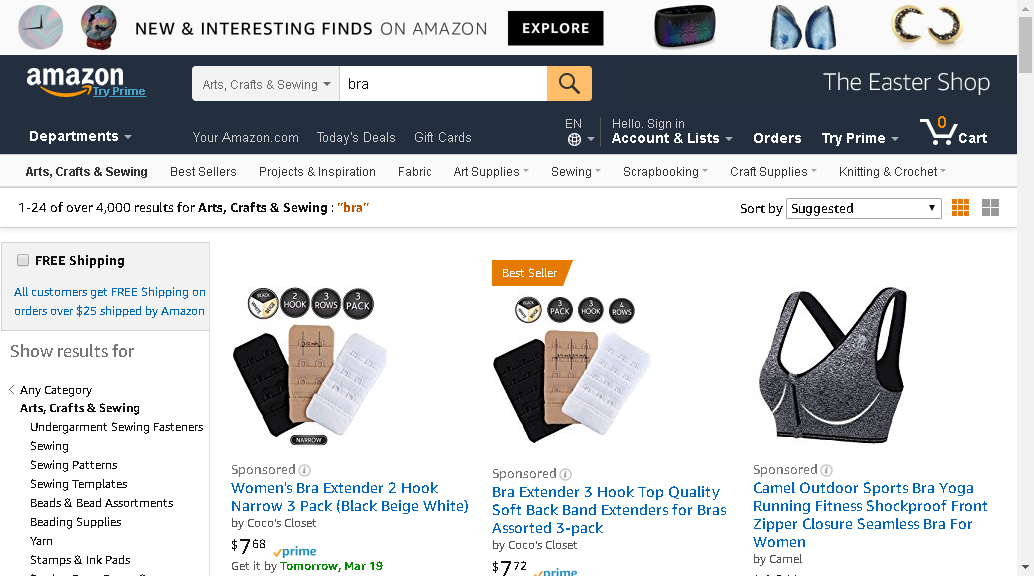 NEW & INTERESTING FINDS ON AMAZON
EXPLORE
amazon
Try Prime
Arts, Crafts & Sewing
bra
The Easter Shop
Departments
Your Amazon.com
Today's Deals
Gift Cards
EN
Hello. Sign in
Account & Lists
Orders
Try Prime
0
Cart
Arts, Crafts & Sewing
Best Sellers
Projects & Inspiration
Fabric
Art Supplies
Sewing
Scrapbooking
Craft Supplies
Knitting & Crochet
1-24 of over 4,000 results for Arts, Crafts & Sewing : "bra"
Sort by
Suggested
FREE Shipping
All customers get FREE Shipping on
orders over $25 shipped by Amazon
Show results for
Any Category
Arts, Crafts & Sewing
Undergarment Sewing Fasteners
Sewing
Sewing Patterns
Sewing Templates
Beads & Bead Assortments
Beading Supplies
Yarn
Stamps & Ink Pads
2 HOOK
3 ROWS
3 PACK
NARROW
Sponsored
Women's Bra Extender 2 Hook
Narrow 3 Pack (Black Beige White)
by Coco's Closet
$7 68
prime
Get it by Tomorrow, Mar 19
Best Seller
3 PACK
3 HOOK
4 ROWS
Sponsored
Bra Extender 3 Hook Top Quality
Soft Back Band Extenders for Bras
Assorted 3-pack
by Coco's Closet
$7 72
prime
Sponsored
Camel Outdoor Sports Bra Yoga
Running Fitness Shockproof Front
Zipper Closure Seamless Bra For
Women
by Camel